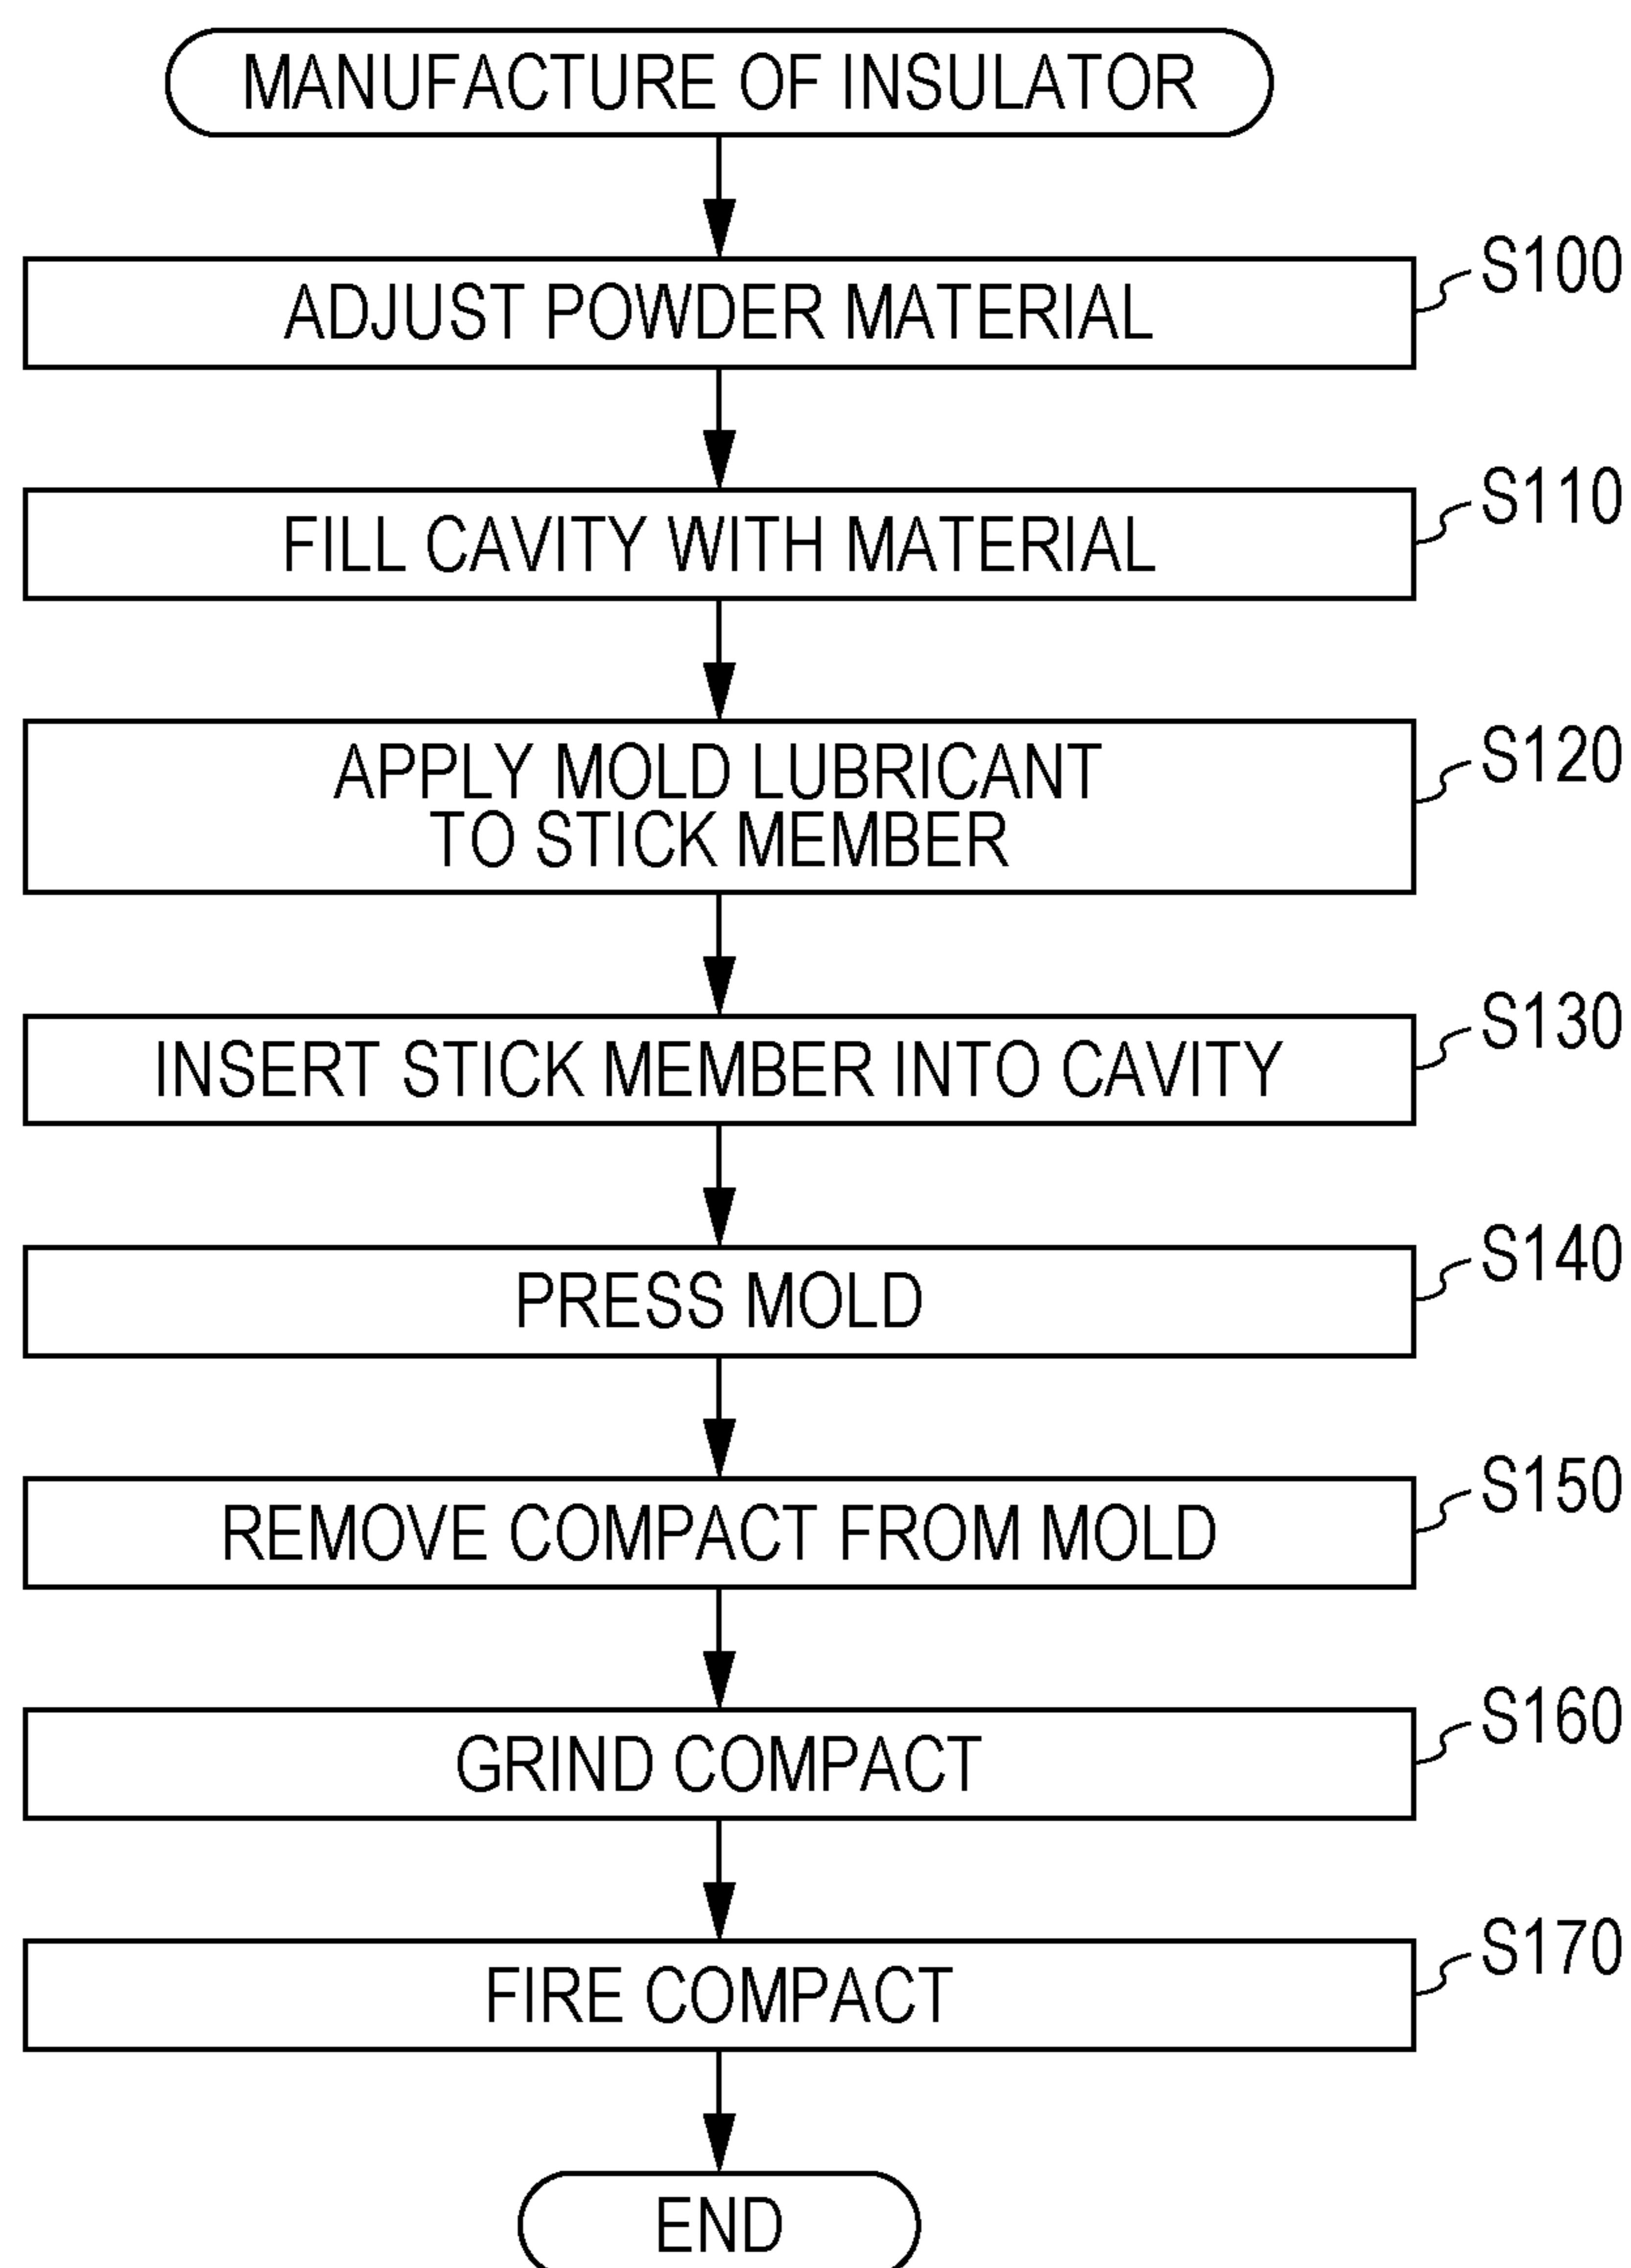 MANUFACTURE OF INSULATOR
S100
ADJUST POWDER MATERIAL
S110
FILL CAVITY WITH MATERIAL
S120
APPLY MOLD LUBRICANT
TO STICK MEMBER
S130
INSERT STICK MEMBER INTO CAVITY
S140
PRESS MOLD
S150
REMOVE COMPACT FROM MOLD
S160
GRIND COMPACT
S170
FIRE COMPACT
END